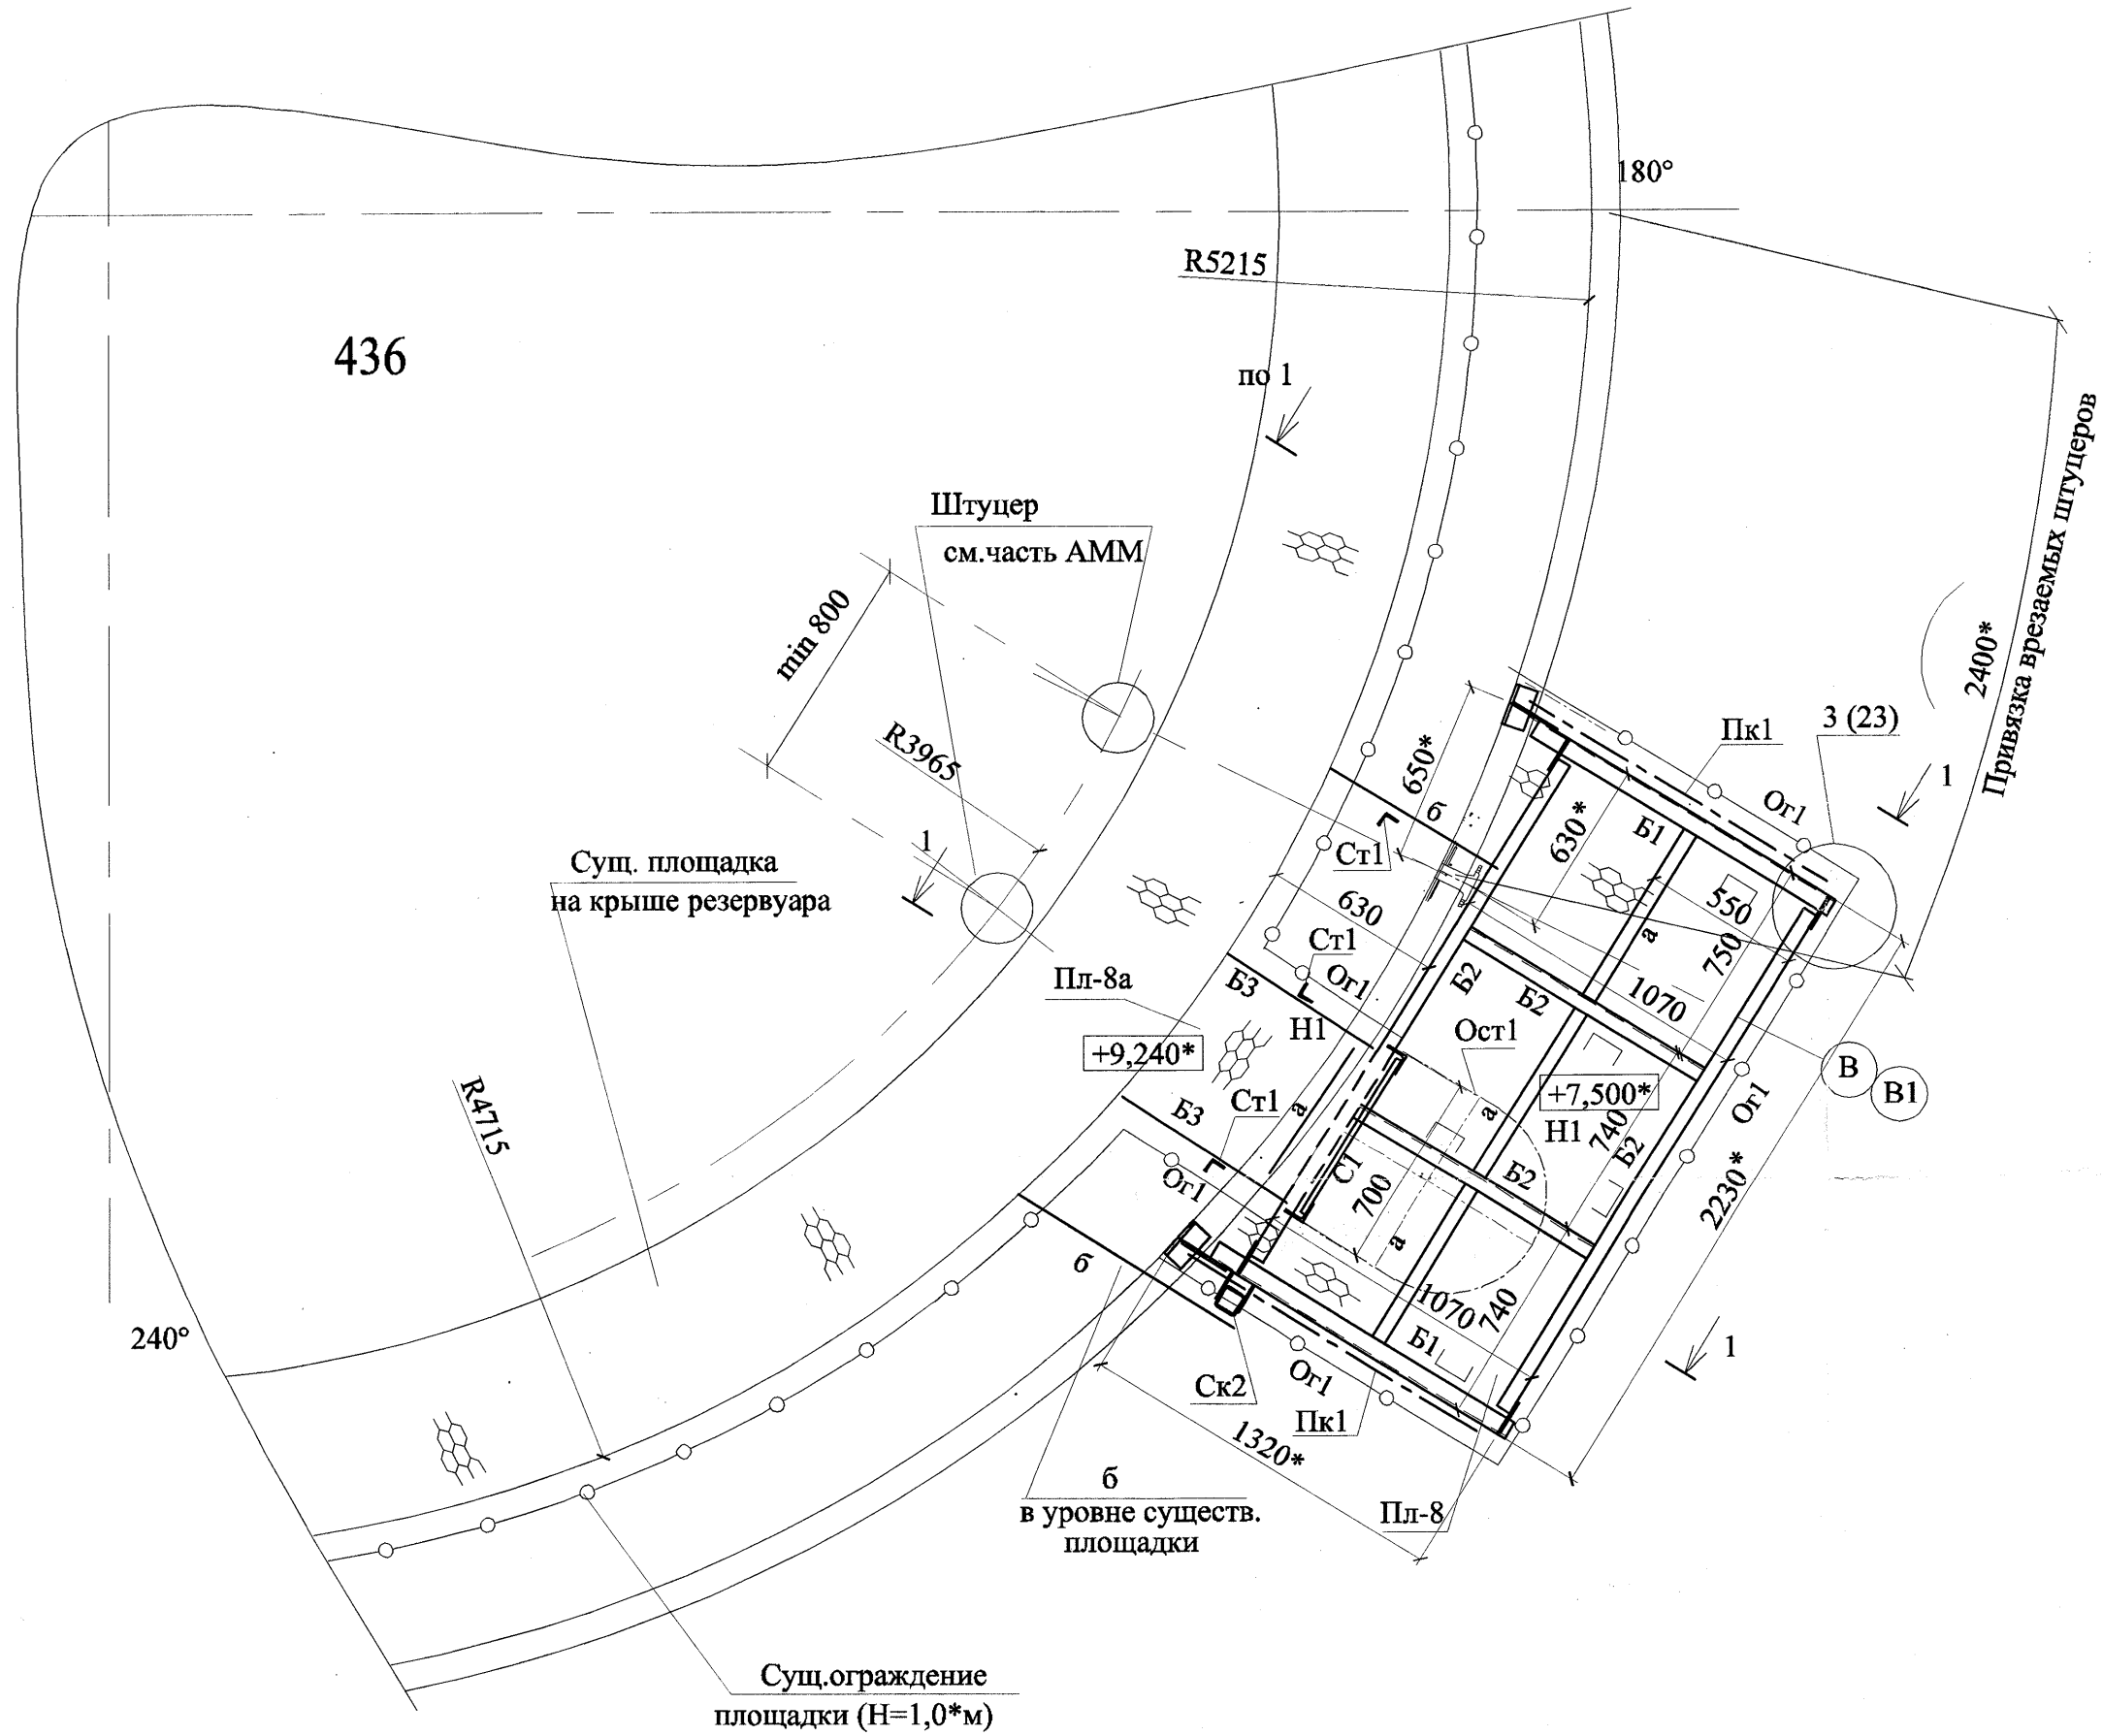 180°
R5215
436
по 1
Штуцер
см.часть АММ
min 800
R3965
2400*
Привязка врезаемых штуцеров
3 (23)
Пк1
1
Ог1
650*
б
630*
Б1
Ст1
1
Сущ. площадка
на крыше резервуара
630
550
а
750
Ст1
Ог1
Б2
Б2
1070
Пл-8а
Б3
Н1
Ост1
+9,240*
+7,500*
В
В1
Н1
Ог1
R4715
Ст1
Б3
а
а
740
Б2
С1
Б2
Ог1
700
2230*
а
б
240°
1070
740
Б1
1
Ск2
Ог1
Пк1
1320*
б
в уровне существ.
площадки
Пл-8
Сущ.ограждение
площадки (Н=1,0*м)